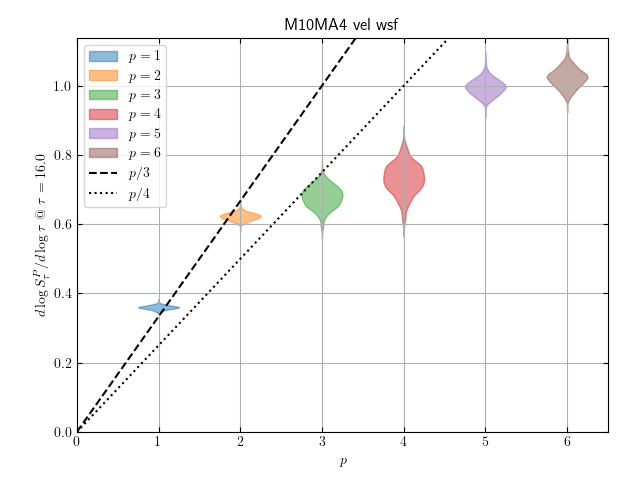 M10MA4 vel wsf
d log S_τ^P / d log τ @ τ = 16.0
1.0
0.8
0.6
0.4
0.2
0.0
p = 1
p = 2
p = 3
p = 4
p = 5
p = 6
p/3
p/4
0 1 2 3 4 5 6
p